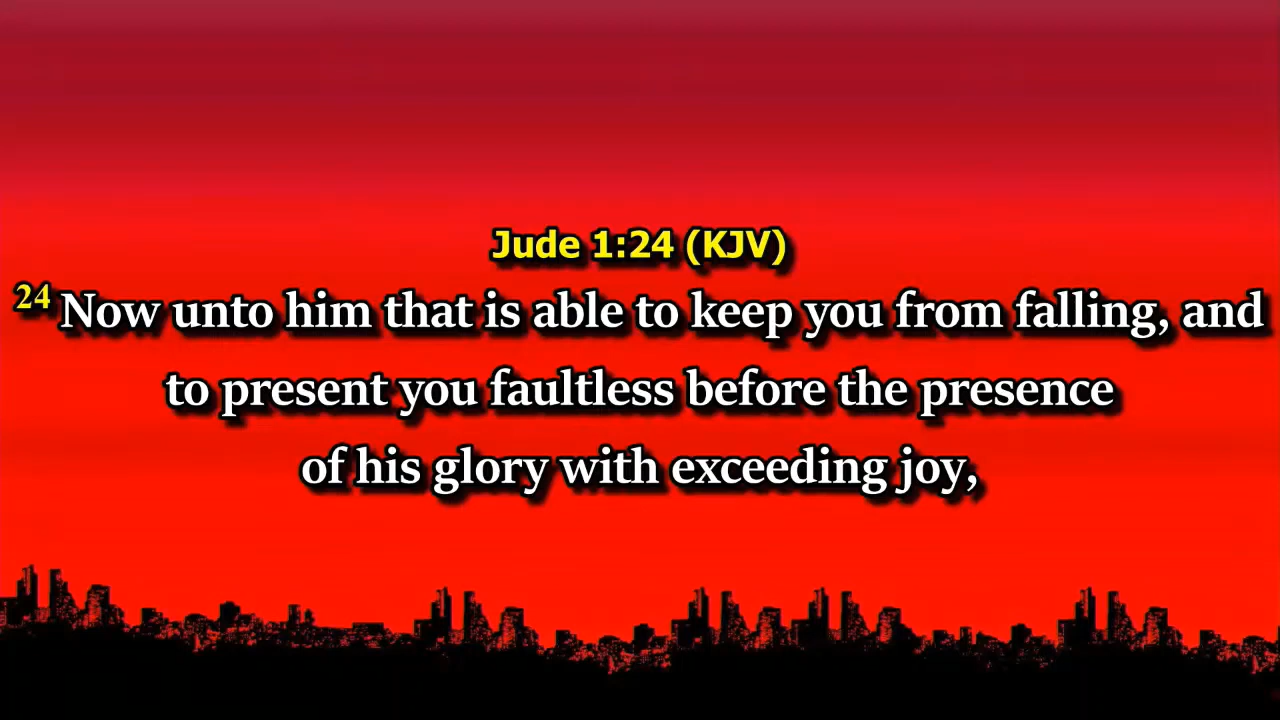 Jude 1:24 (KJV)
24 Now unto him that is able to keep you from falling, and
to present you faultless before the presence
of his glory with exceeding joy,